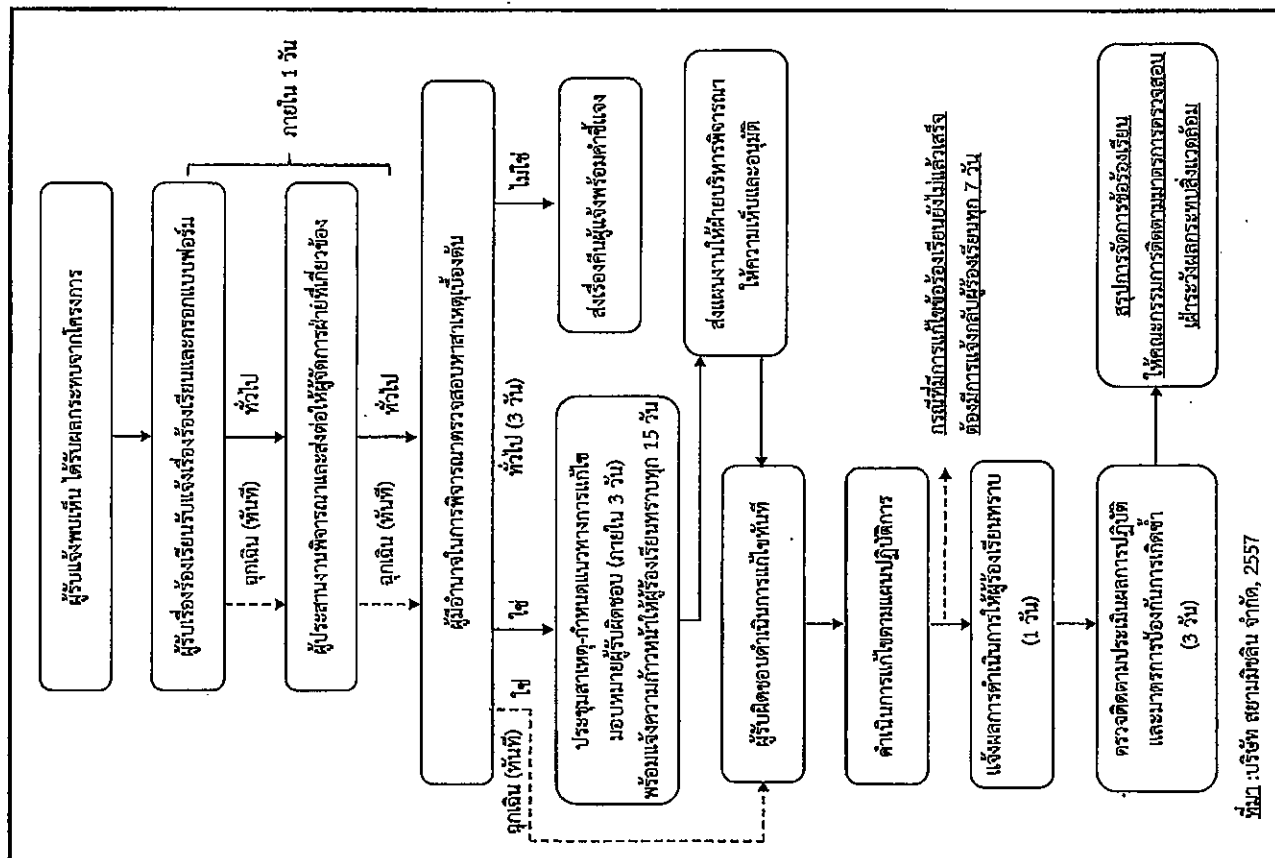 ผู้รับแจ้งพบเห็น ได้รับผลกระทบจากโครงการ
ผู้รับเรื่องร้องเรียนรับแจ้งเรื่องร้องเรียนและกรอกแบบฟอร์ม
ภายใน 1 วัน
ฉุกเฉิน (ทันที)
ทั่วไป
ผู้ประสานงานพิจารณาและส่งต่อให้ผู้จัดการฝ่ายที่เกี่ยวข้อง
ฉุกเฉิน (ทันที)
ทั่วไป
ผู้มีอำนาจในการพิจารณาตรวจสอบหาสาเหตุเบื้องต้น
ฉุกเฉิน (ทันที)
ใช่
ใช่
ทั่วไป (3 วัน)
ไม่ใช่
ส่งเรื่องคืนผู้แจ้งพร้อมคำชี้แจง
ประชุมสาเหตุ-กำหนดแนวทางการแก้ไข
มอบหมายผู้รับผิดชอบ (ภายใน 3 วัน)
พร้อมแจ้งความก้าวหน้าให้ผู้ร้องเรียนทราบทุก 15 วัน
ส่งแผนงานให้ฝ่ายบริหารพิจารณา
ให้ความเห็นและอนุมัติ
ผู้รับผิดชอบดำเนินการแก้ไขทันที
ดำเนินการแก้ไขตามแผนปฏิบัติการ
กรณีที่มีการแก้ไขข้อร้องเรียนยังไม่แล้วเสร็จ
ต้องมีการแจ้งกลับผู้ร้องเรียนทุก 7 วัน
แจ้งผลการดำเนินการให้ผู้ร้องเรียนทราบ
(1 วัน)
ตรวจติดตามประเมินผลการปฏิบัติ
และมาตรการป้องกันการเกิดซ้ำ
(3 วัน)
สรุปการจัดการข้อร้องเรียน
ให้คณะกรรมการติดตามมาตรการตรวจสอบ
เฝ้าระวังผลกระทบสิ่งแวดล้อม
ที่มา :บริษัท สยามมิชลิน จำกัด, 2557